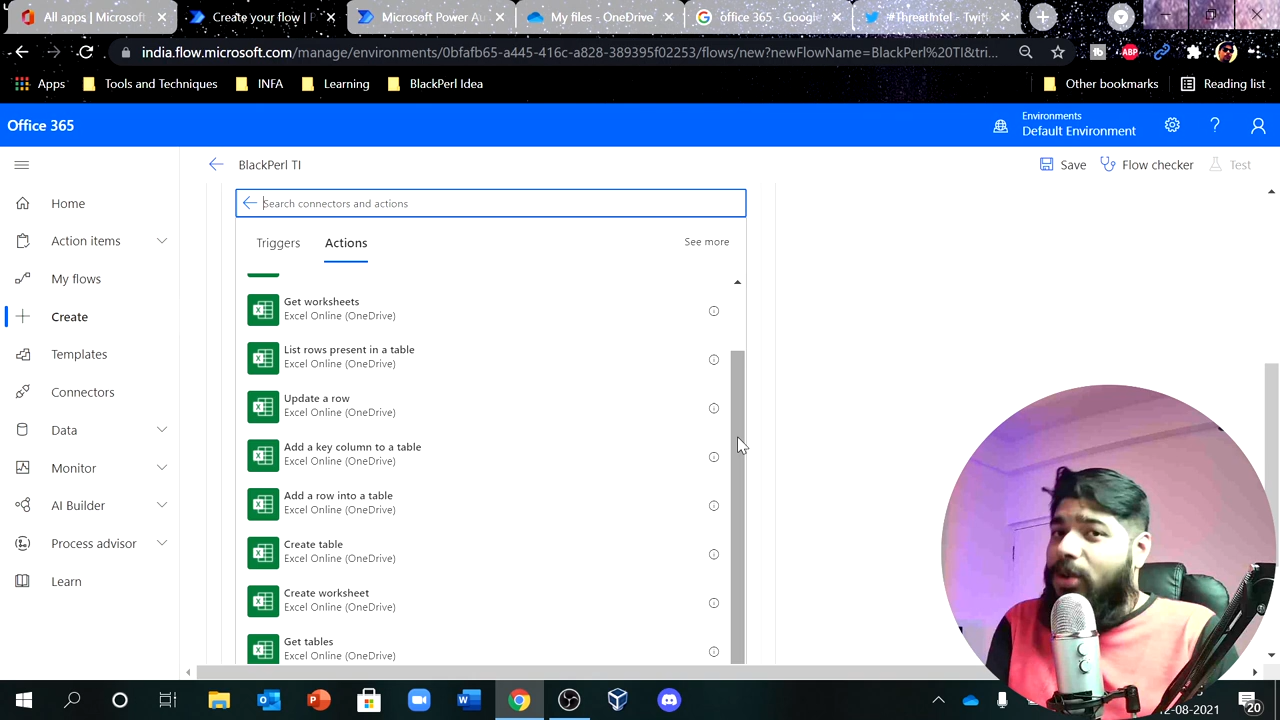 All apps | Microsoft
Create your flow | P
Microsoft Power Au
My files - OneDrive
office 365 - Google
#ThreatIntel - Twit
india.flow.microsoft.com/manage/environments/0bfafb65-a445-416c-a828-389395f02253/flows/new?newFlowName=BlackPerl%20TI&tri...
Apps
Tools and Techniques
INFA
Learning
BlackPerl Idea
Other bookmarks
Reading list
Office 365
Environments
Default Environment
BlackPerl TI
Save
Flow checker
Test
Home
Action items
My flows
Create
Templates
Connectors
Data
Monitor
AI Builder
Process advisor
Learn
Search connectors and actions
Triggers
Actions
See more
Get worksheets
Excel Online (OneDrive)
List rows present in a table
Excel Online (OneDrive)
Update a row
Excel Online (OneDrive)
Add a key column to a table
Excel Online (OneDrive)
Add a row into a table
Excel Online (OneDrive)
Create table
Excel Online (OneDrive)
Create worksheet
Excel Online (OneDrive)
Get tables
Excel Online (OneDrive)
ABP
20